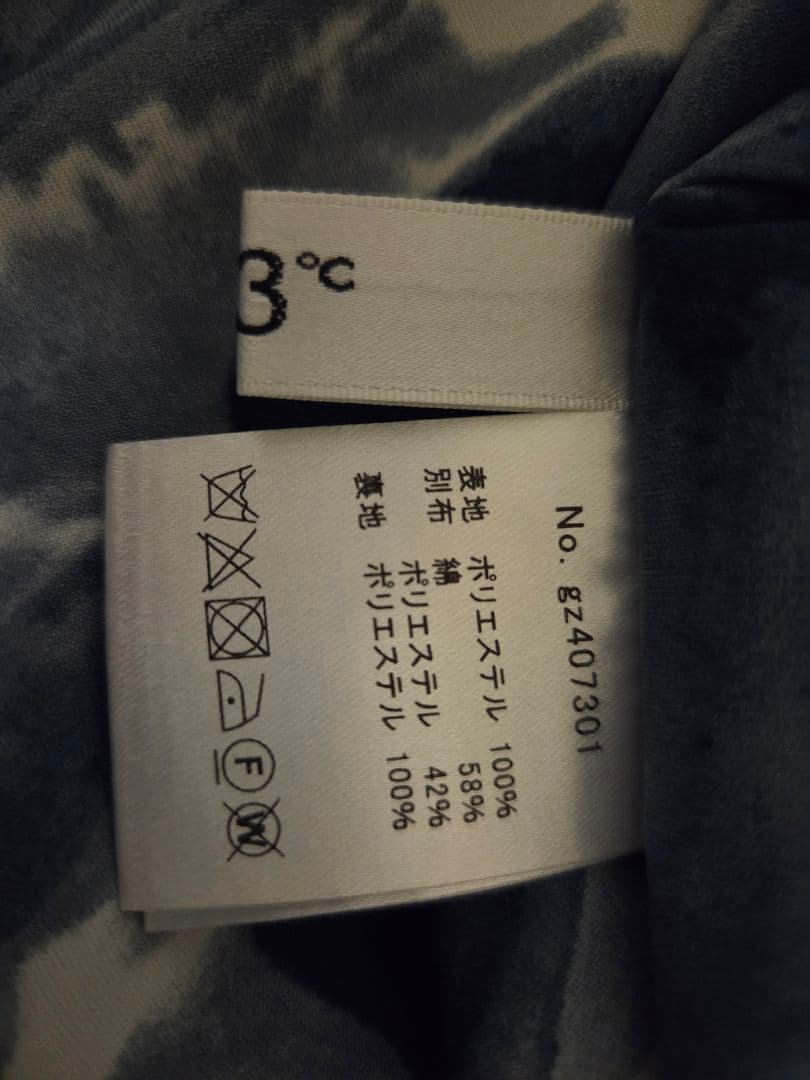 3℃
No. gz407301
表地 ポリエステル 100%
別布 綿 58%
ポリエステル 42%
裏地 ポリエステル 100%
F W